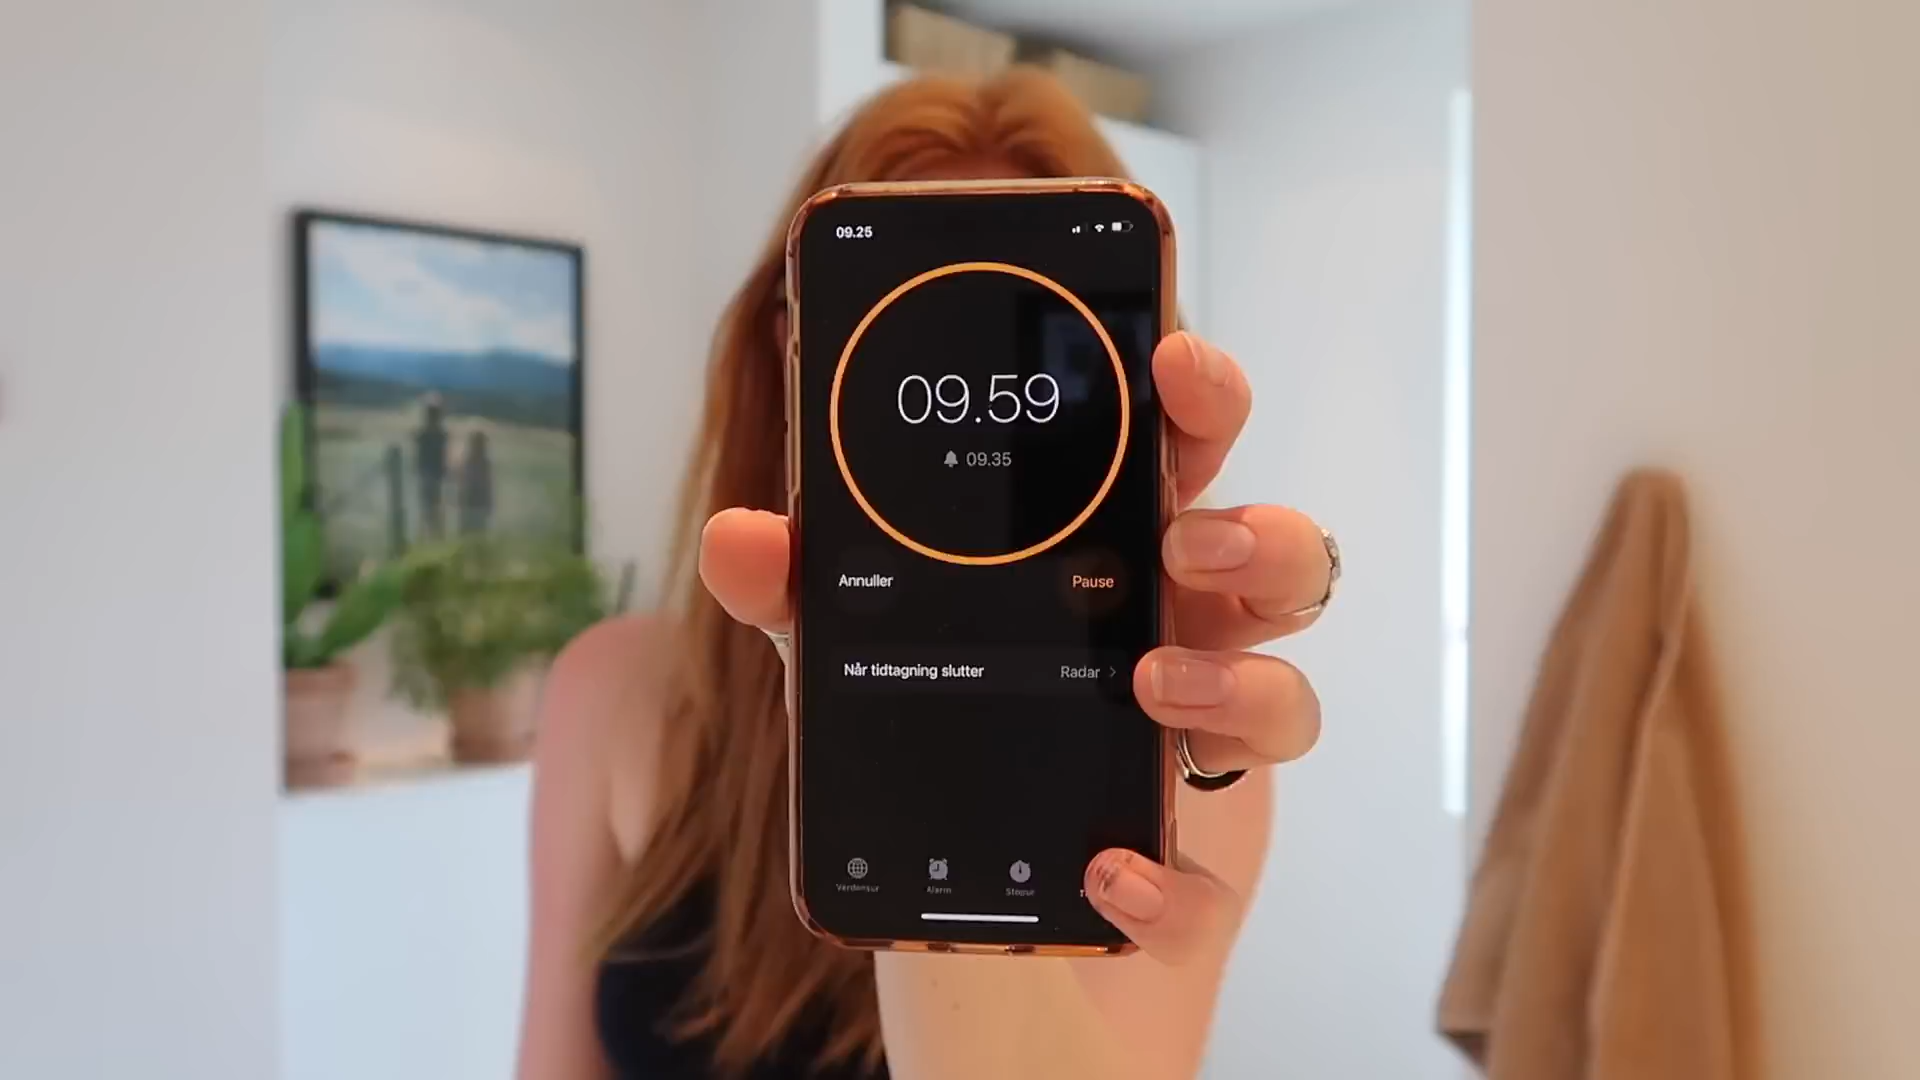 09.25
09.59
09.35
Annuller
Pause
Når tidtagning slutter
Radar
Verdensur
Alarm
Stopur